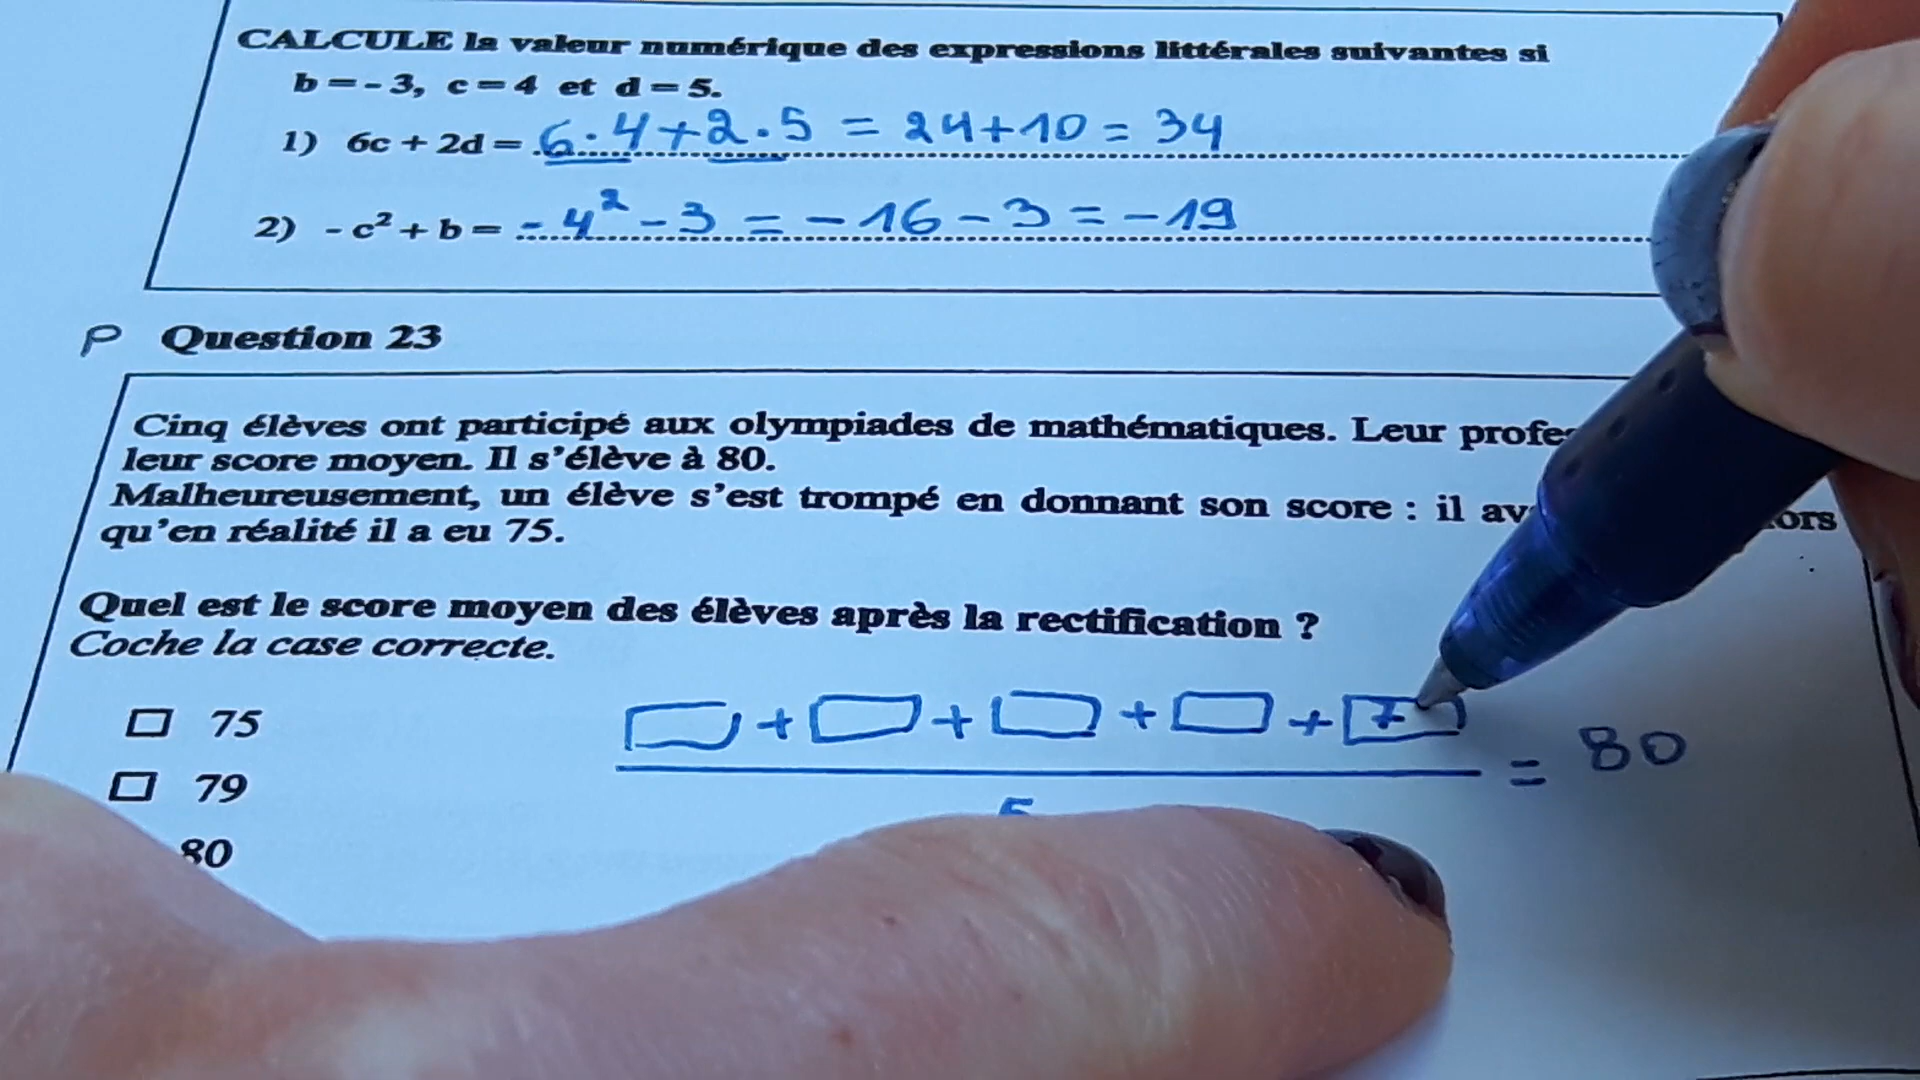 CALCULE la valeur numérique des expressions littérales suivantes si
b = - 3, c = 4 et d = 5.
1) 6c + 2d = 6 · 4 + 2 · 5 = 24 + 10 = 34
2) - c² + b = - 4² - 3 = - 16 - 3 = - 19
P Question 23
Cinq élèves ont participé aux olympiades de mathématiques. Leur
leur score moyen. Il s'élève à 80.
Malheureusement, un élève s'est trompé en donnant son score : il
qu'en réalité il a eu 75.
Quel est le score moyen des élèves après la rectification ?
Coche la case correcte.
□ + □ + □ + □ + 7
□ 75
= 80
□ 79
5
80